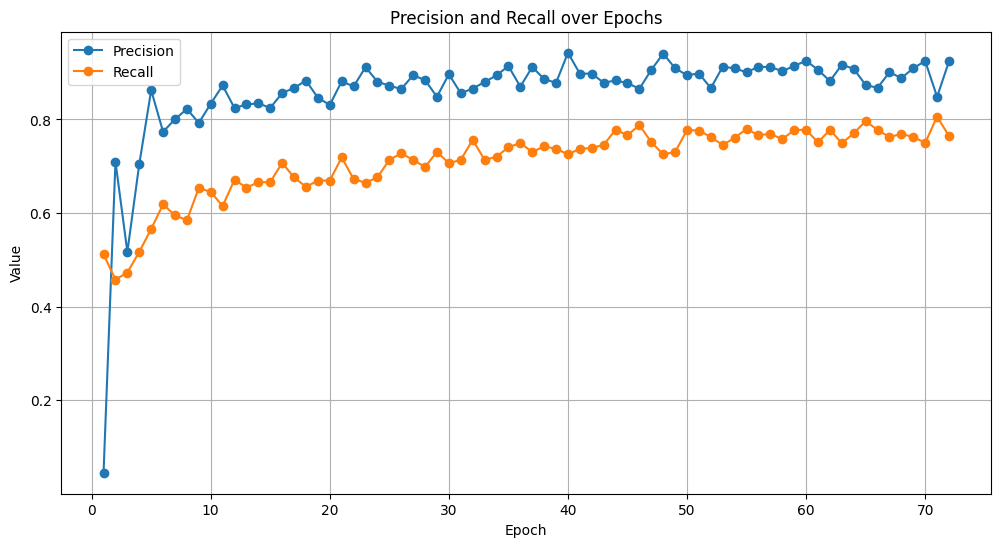 Precision and Recall over Epochs
Precision
Recall
Value
0.8
0.6
0.4
0.2
0 10 20 30 40 50 60 70
Epoch